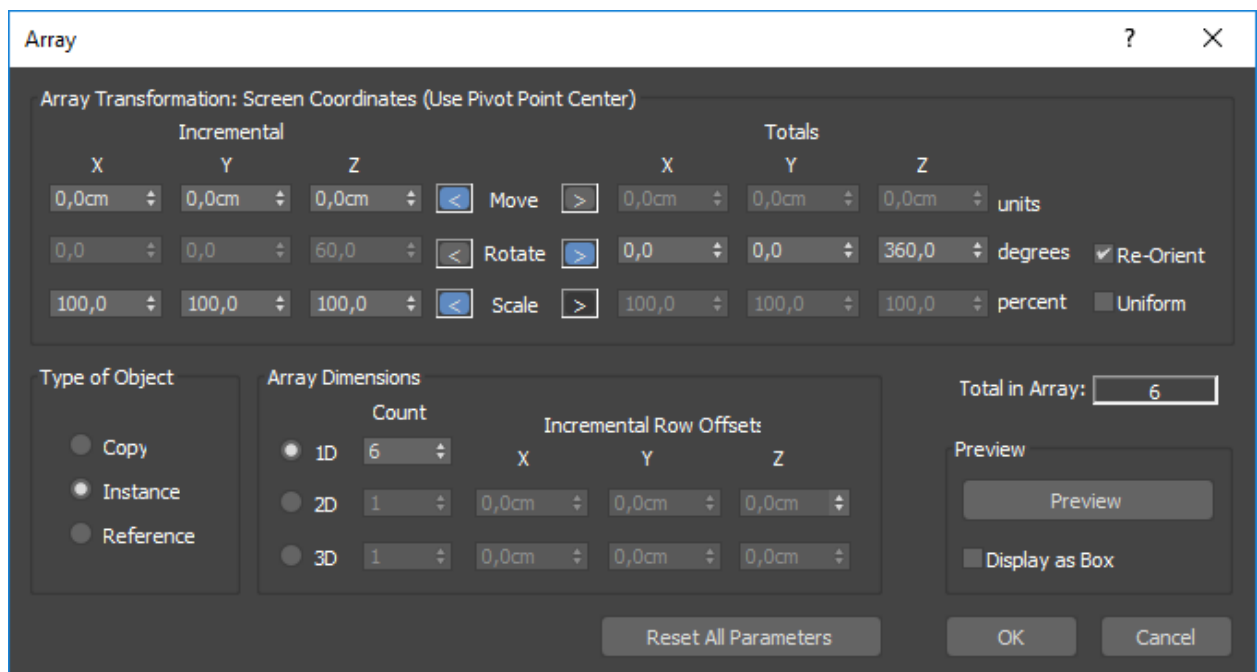 Array ?
Array Transformation: Screen Coordinates (Use Pivot Point Center)
Incremental Totals
X Y Z X Y Z
0,0cm 0,0cm 0,0cm < Move > 0,0cm 0,0cm 0,0cm units
0,0 0,0 60,0 < Rotate > 0,0 0,0 360,0 degrees Re-Orient
100,0 100,0 100,0 < Scale > 100,0 100,0 100,0 percent Uniform
Type of Object
Copy
Instance
Reference
Array Dimensions
Count
Incremental Row Offsets
1D 6 X Y Z
2D 1 0,0cm 0,0cm 0,0cm
3D 1 0,0cm 0,0cm 0,0cm
Total in Array: 6
Preview
Preview
Display as Box
Reset All Parameters OK Cancel